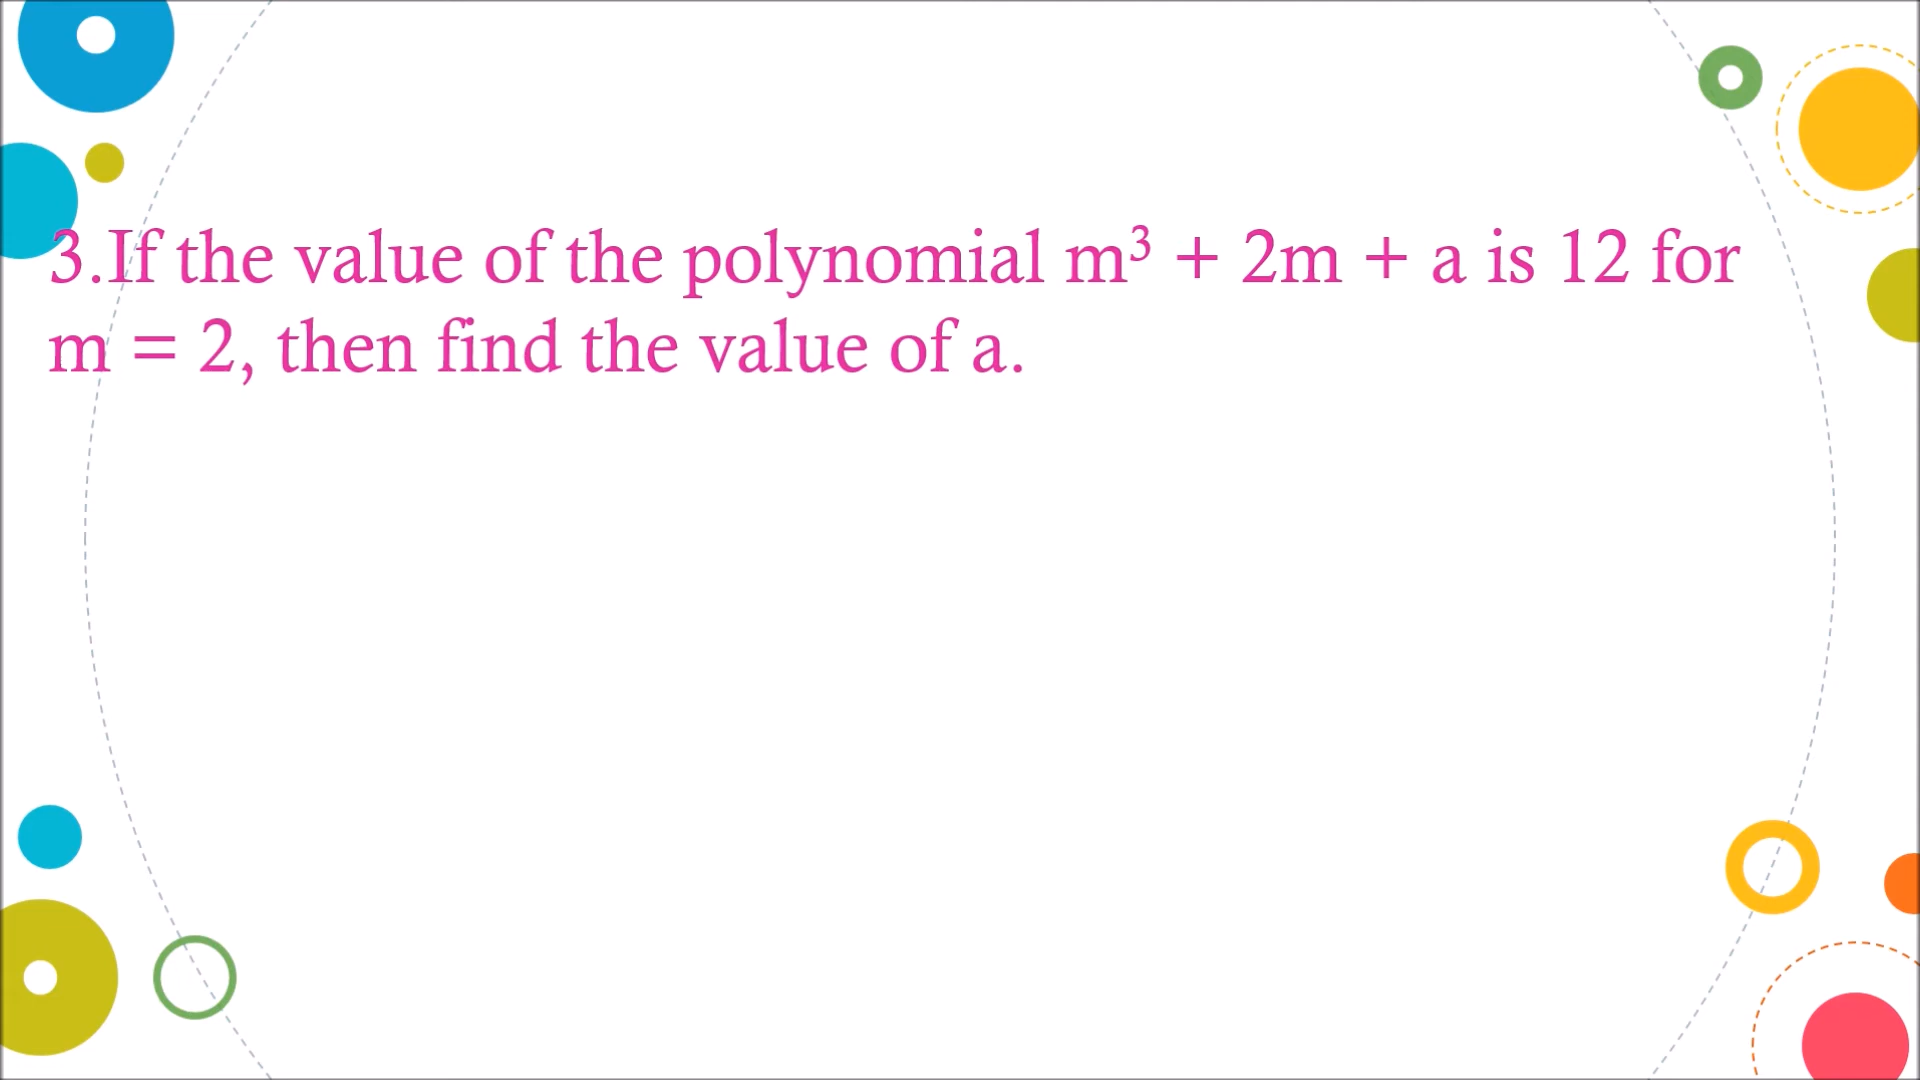 3.If the value of the polynomial m³ + 2m + a is 12 for
m = 2, then find the value of a.